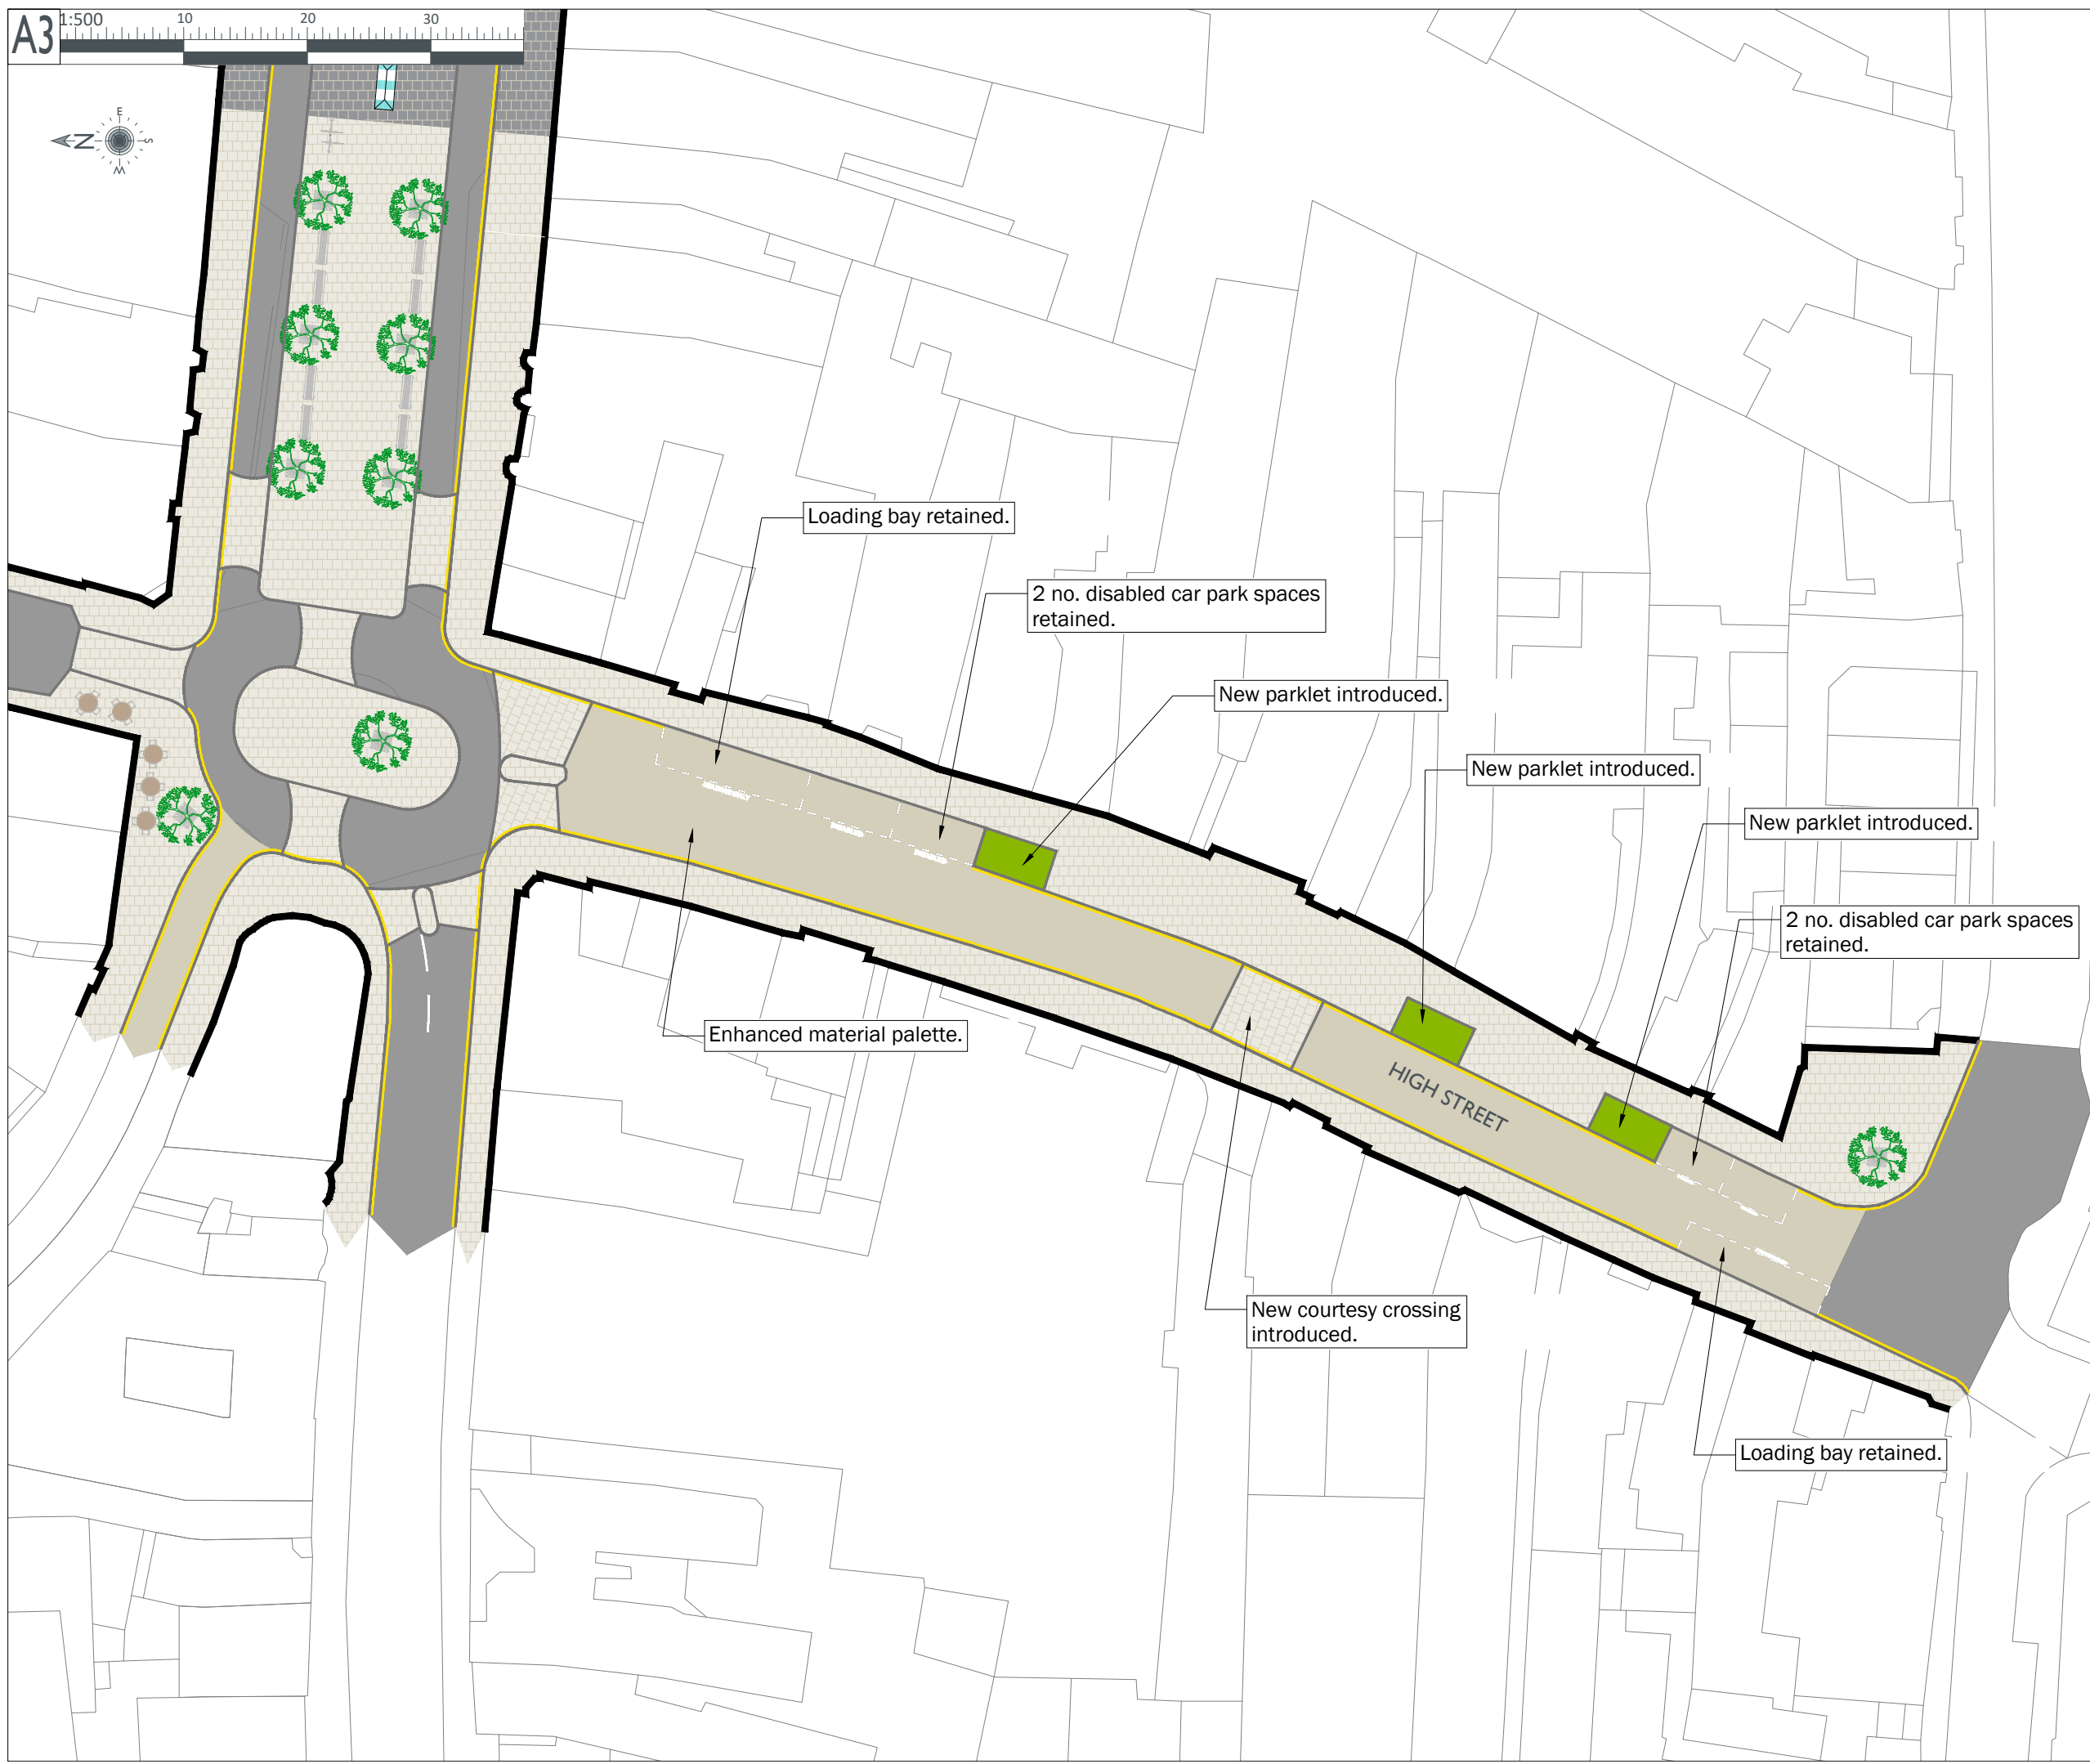 A3
1:500
10
20
30
E
N
S
W
Loading bay retained.
2 no. disabled car park spaces
retained.
New parklet introduced.
New parklet introduced.
New parklet introduced.
2 no. disabled car park spaces
retained.
Enhanced material palette.
HIGH STREET
New courtesy crossing
introduced.
Loading bay retained.